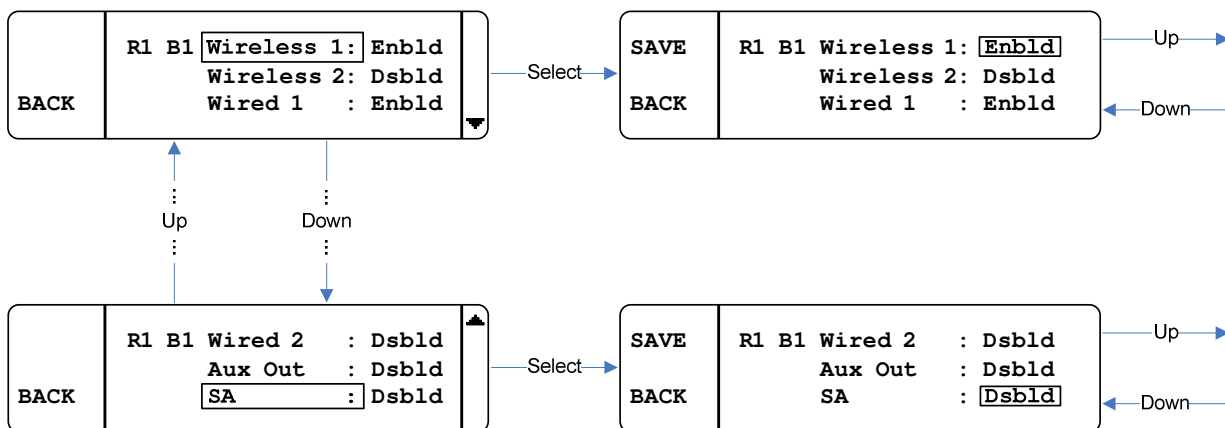 R1 B1 Wireless 1: Enbld
Wireless 2: Dsbld
BACK Wired 1 : Enbld
Select
SAVE R1 B1 Wireless 1: Enbld
Wireless 2: Dsbld
BACK Wired 1 : Enbld
Up
Down
Up
Down
R1 B1 Wired 2 : Dsbld
Aux Out : Dsbld
BACK SA : Dsbld
Select
SAVE R1 B1 Wired 2 : Dsbld
Aux Out : Dsbld
BACK SA : Dsbld
Up
Down